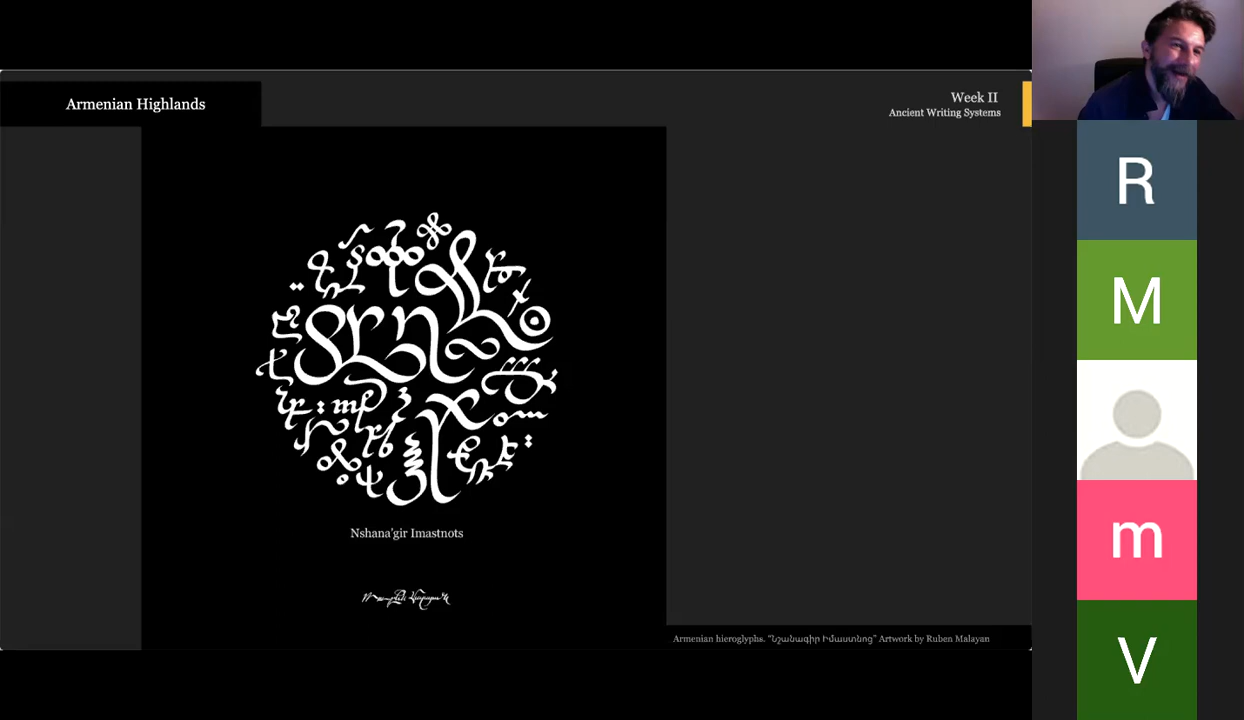 Armenian Highlands
Week II
Ancient Writing Systems
Nshana'gir Imastnots
Armenian hieroglyphs. "Նշանագիր Իմաստնոց" Artwork by Ruben Malayan
R
M
m
V